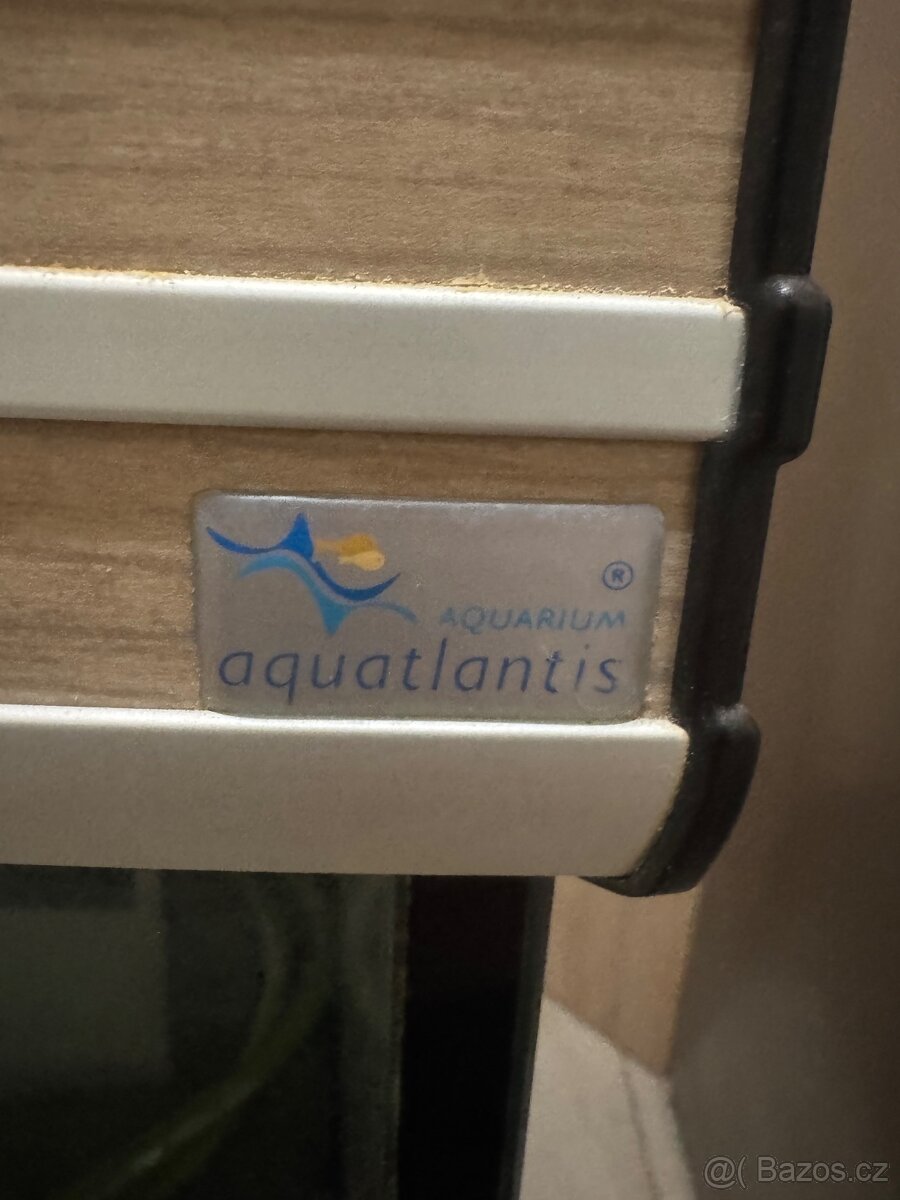 ®
AQUARIUM
aquatlantis
@( Bazos.cz